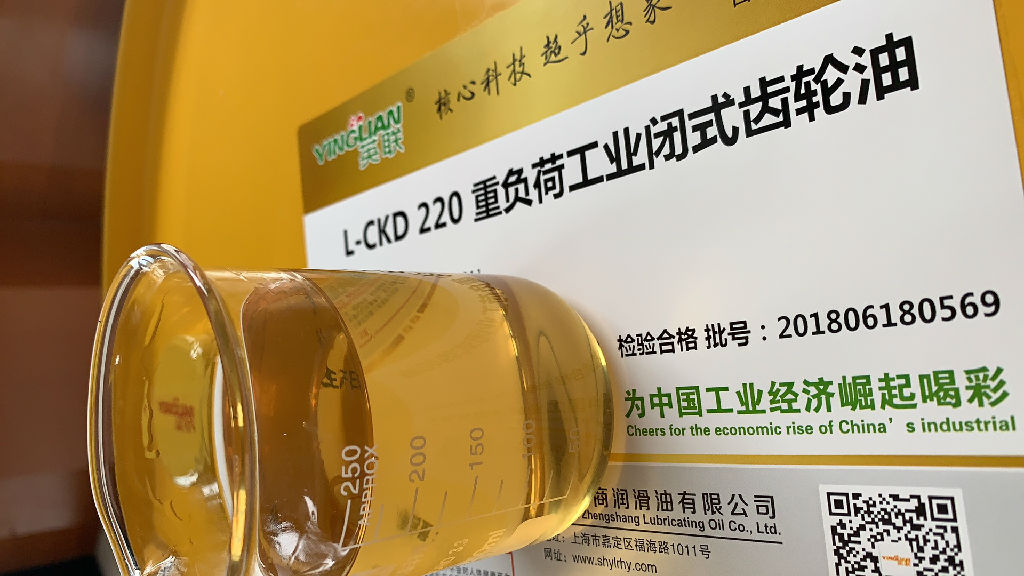 YINGLIAN®
英联
核心科技 超乎想象
L-CKD 220 重负荷工业闭式齿轮油
检验合格 批号：201806180569
为中国工业经济崛起喝彩
Cheers for the economic rise of China's industrial
商润滑油有限公司
Zhengshang Lubricating Oil Co., Ltd.
上海市嘉定区福海路1011号
网址：www.shylrhy.com
250
APPROX
200
150
100
50